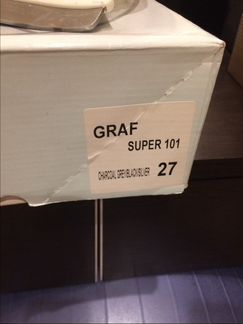 GRAF
SUPER 101
CHARCOAL GREY/BLACK/SILVER 27